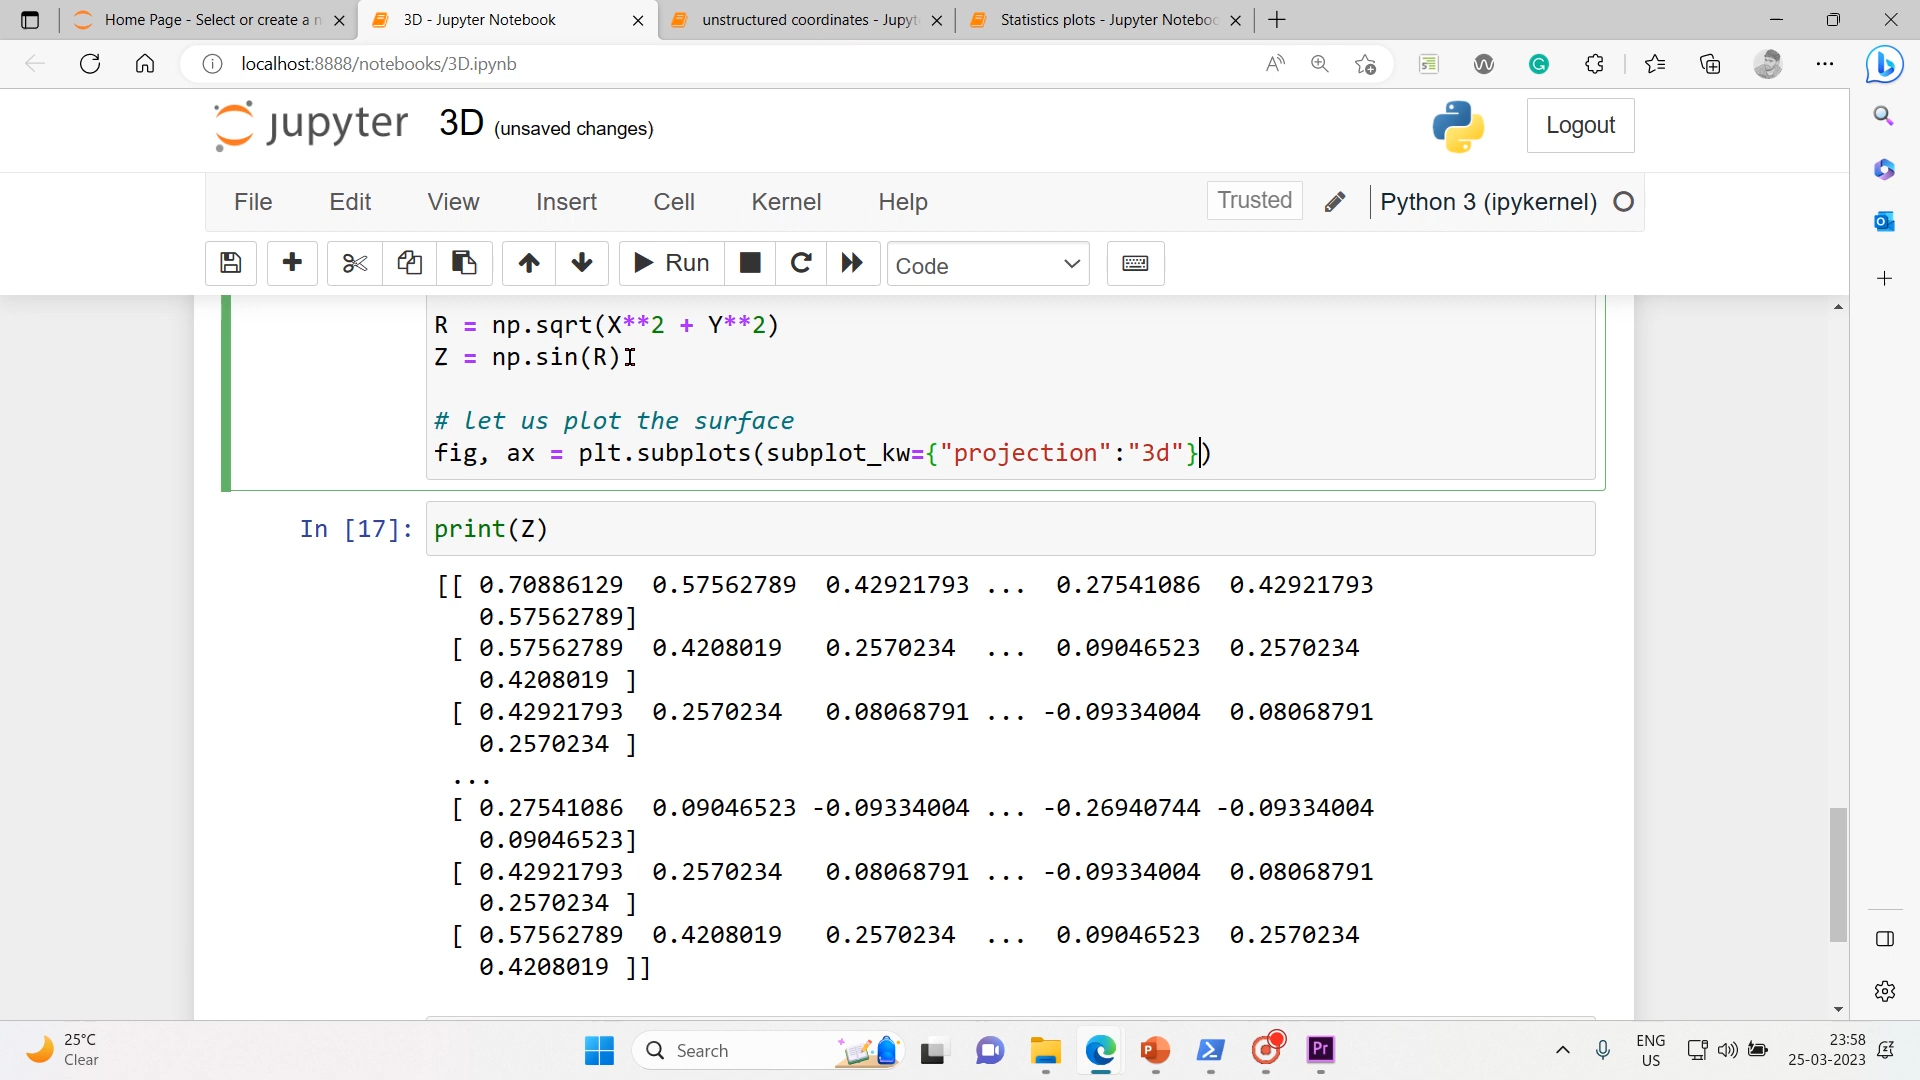 Home Page - Select or create a n
3D - Jupyter Notebook
unstructured coordinates - Jupyt
Statistics plots - Jupyter Noteboo
localhost:8888/notebooks/3D.ipynb
jupyter 3D (unsaved changes)
Logout
File Edit View Insert Cell Kernel Help
Trusted
Python 3 (ipykernel)
Run
Code
R = np.sqrt(X**2 + Y**2)
Z = np.sin(R)
# let us plot the surface
fig, ax = plt.subplots(subplot_kw={"projection":"3d"})
In [17]: print(Z)
[[ 0.70886129  0.57562789  0.42921793 ...  0.27541086  0.42921793
0.57562789]
[ 0.57562789  0.4208019   0.2570234  ...  0.09046523  0.2570234
0.4208019 ]
[ 0.42921793  0.2570234   0.08068791 ... -0.09334004  0.08068791
0.2570234 ]
...
[ 0.27541086  0.09046523 -0.09334004 ... -0.26940744 -0.09334004
0.09046523]
[ 0.42921793  0.2570234   0.08068791 ... -0.09334004  0.08068791
0.2570234 ]
[ 0.57562789  0.4208019   0.2570234  ...  0.09046523  0.2570234
0.4208019 ]]
25°C
Clear
Search
Pr
ENG
US
23:58
25-03-2023